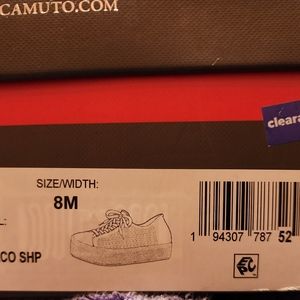 CAMUTO.COM
cleara
SIZE/WIDTH:
8M
L:
CO SHP
1 94307 787 52